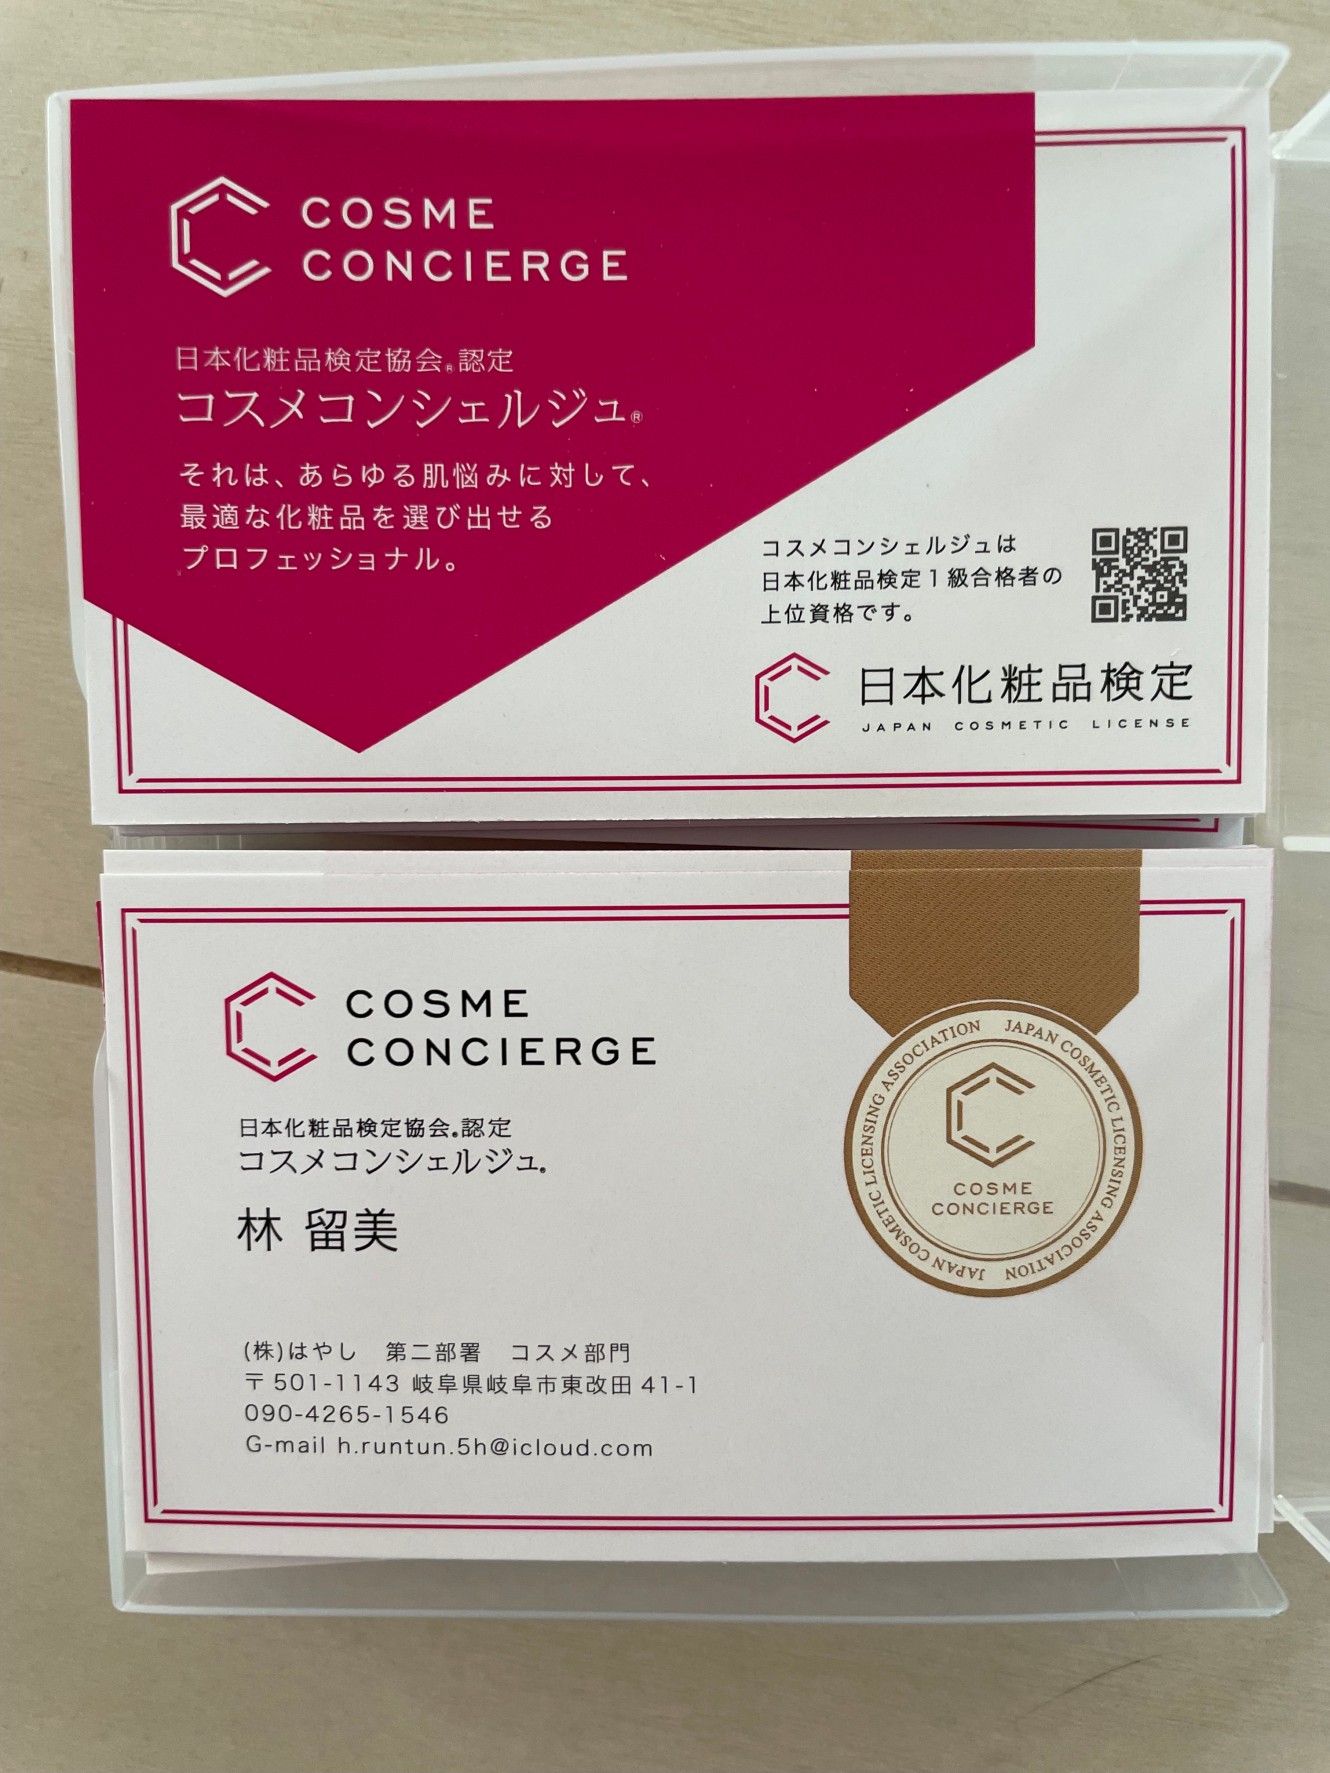 COSME
CONCIERGE
日本化粧品検定協会®認定
コスメコンシェルジュ®
それは、あらゆる肌悩みに対して、
最適な化粧品を選び出せる
プロフェッショナル。
コスメコンシェルジュは
日本化粧品検定1級合格者の
上位資格です。
日本化粧品検定
JAPAN COSMETIC LICENSE
COSME
CONCIERGE
日本化粧品検定協会®認定
コスメコンシェルジュ®
林 留美
(株)はやし 第二部署 コスメ部門
〒501-1143 岐阜県岐阜市東改田41-1
090-4265-1546
G-mail h.runtun.5h@icloud.com
JAPAN COSMETIC LICENSING ASSOCIATION
JAPAN COSMETIC LICENSING ASSOCIATION
COSME
CONCIERGE